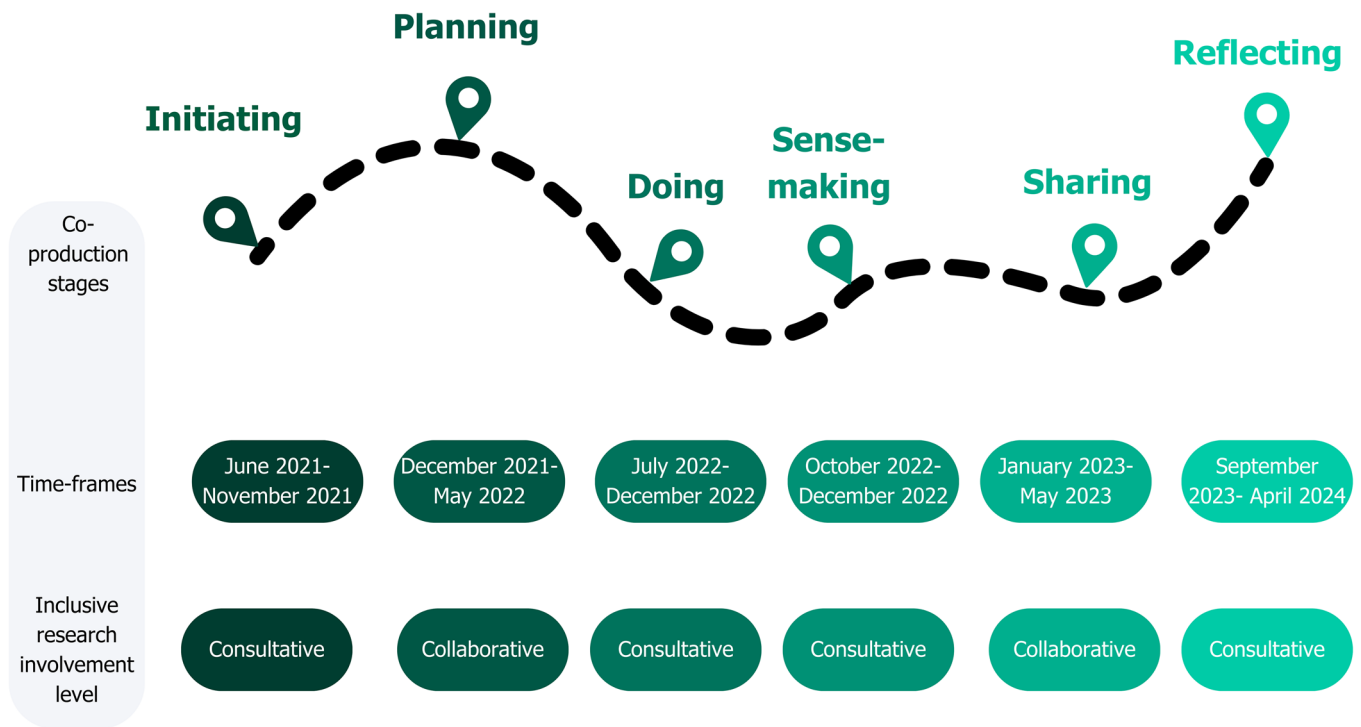 Planning
Reflecting
Initiating
Sense-
making
Doing
Sharing
Co-
production
stages
Time-frames
June 2021-
November 2021
December 2021-
May 2022
July 2022-
December 2022
October 2022-
December 2022
January 2023-
May 2023
September
2023- April 2024
Inclusive
research
involvement
level
Consultative
Collaborative
Consultative
Consultative
Collaborative
Consultative